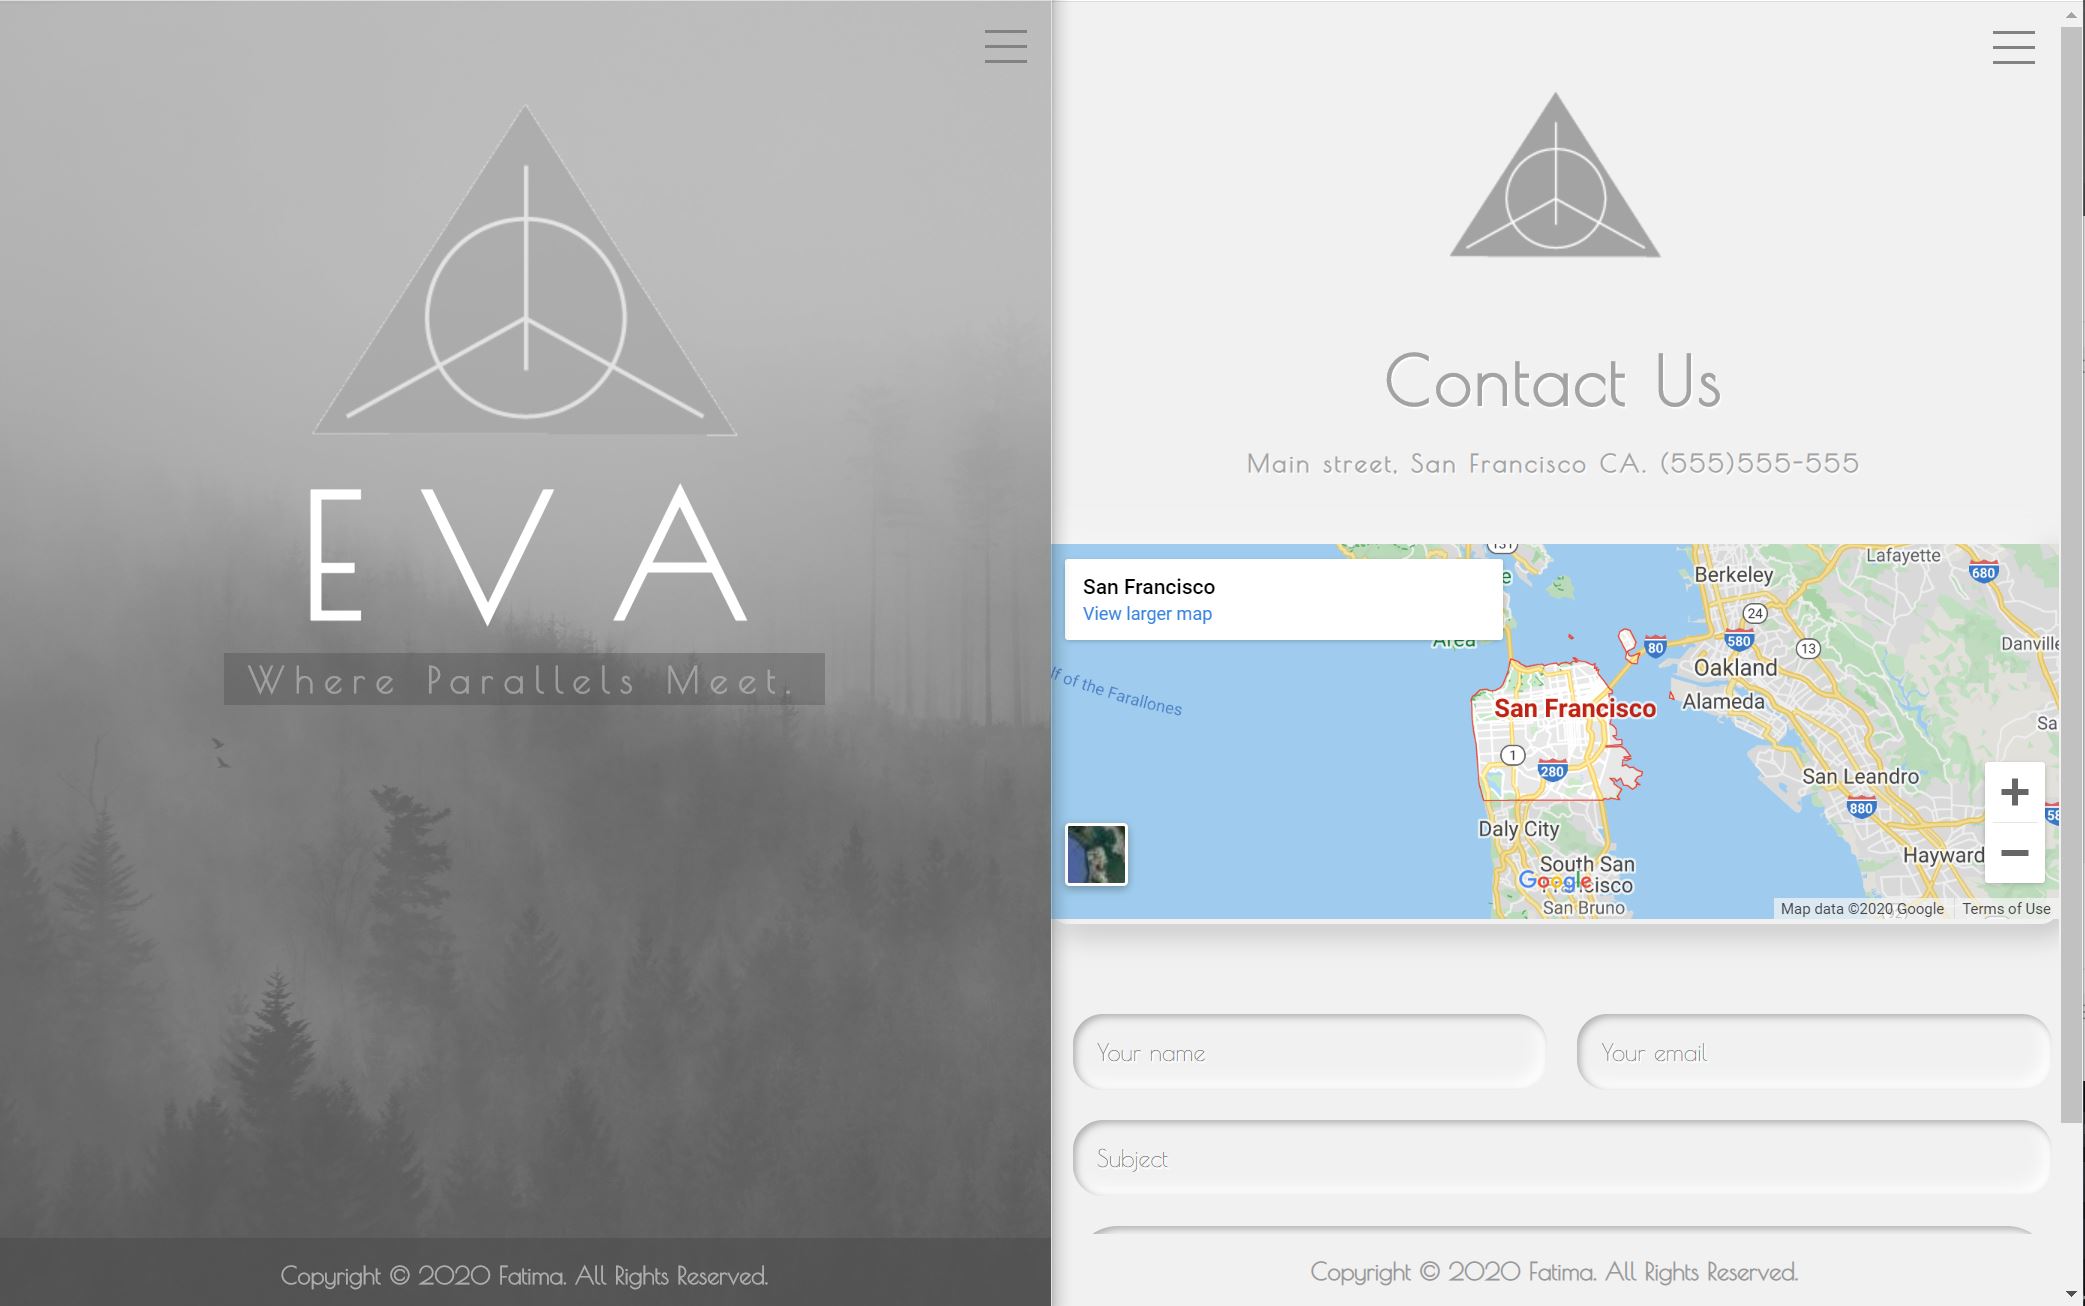 EVA
Where Parallels Meet.
Copyright © 2020 Fatima. All Rights Reserved.
Contact Us
Main street, San Francisco CA. (555)555-555
San Francisco
View larger map
131
Lafayette
680
Berkeley
24
580
13
80
Danville
Oakland
Area
lf of the Farallones
Alameda
San Francisco
Sa
1
280
San Leandro
880
58
Daly City
Hayward
South San
Google
San Bruno
Map data ©2020 Google
Terms of Use
Your name
Your email
Subject
Copyright © 2020 Fatima. All Rights Reserved.